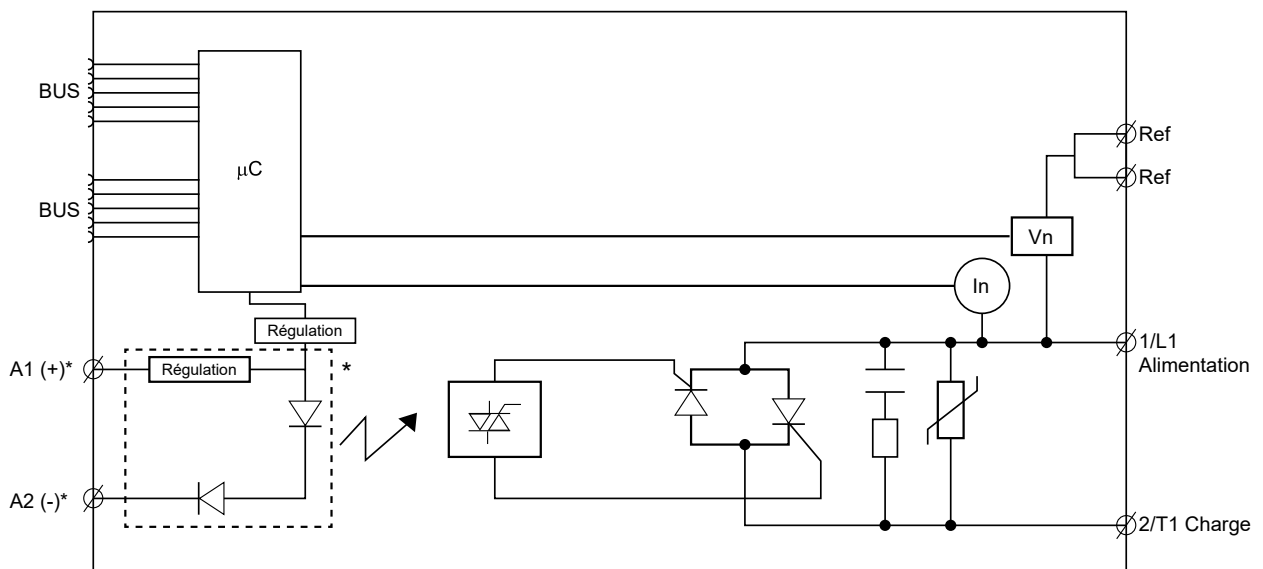 BUS
μC
BUS
Ref
Ref
Vn
In
Régulation
1/L1
Alimentation
A1 (+)*
Régulation
*
A2 (-)*
2/T1 Charge